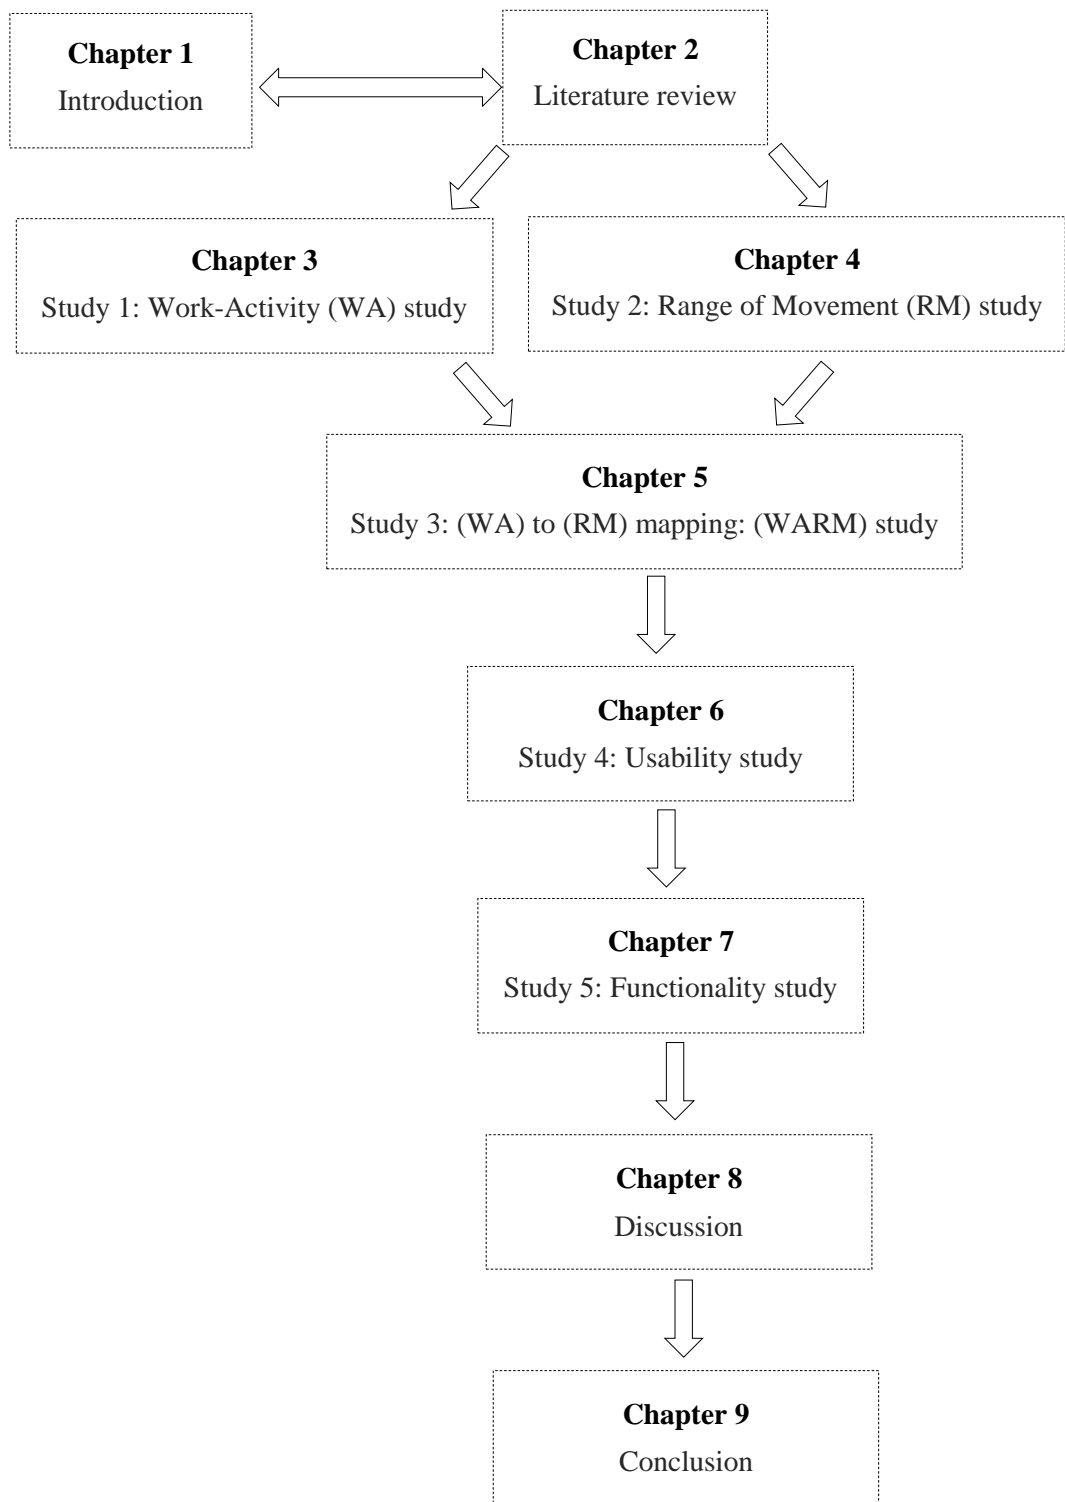 Chapter 1
Introduction
Chapter 2
Literature review
Chapter 3
Study 1: Work-Activity (WA) study
Chapter 4
Study 2: Range of Movement (RM) study
Chapter 5
Study 3: (WA) to (RM) mapping: (WARM) study
Chapter 6
Study 4: Usability study
Chapter 7
Study 5: Functionality study
Chapter 8
Discussion
Chapter 9
Conclusion